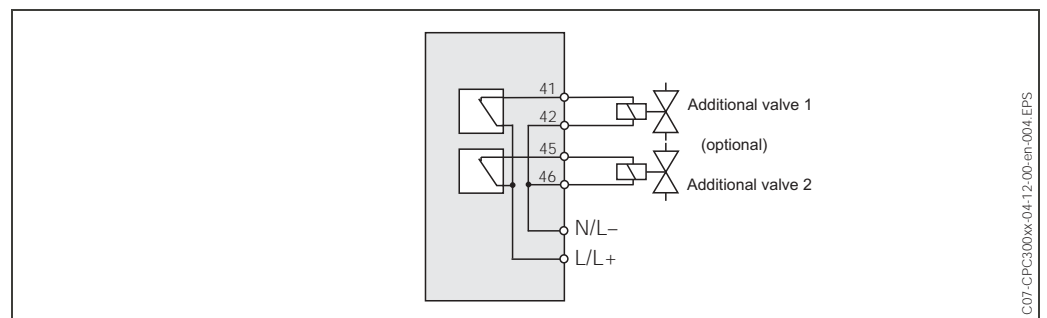 41
Additional valve 1
42
(optional)
45
46
Additional valve 2
N/L–
L/L+
C07-CPC300xx-04-12-00-en-004.EPS